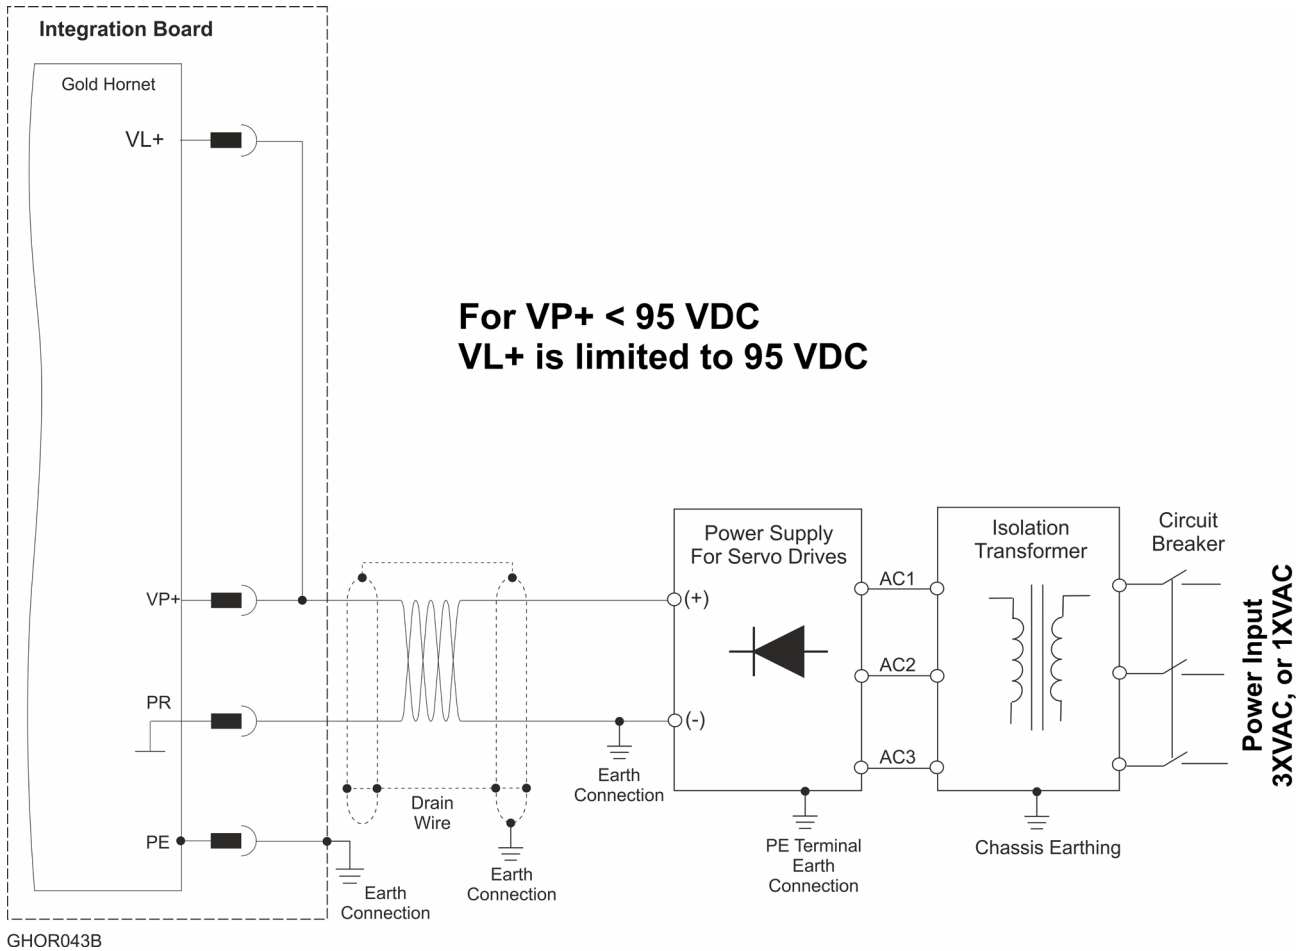 Integration Board
Gold Hornet
VL+
For VP+ < 95 VDC
VL+ is limited to 95 VDC
Power Supply
For Servo Drives
Isolation
Transformer
Circuit
Breaker
VP+
(+)
AC1
AC2
AC3
PR
(-)
Power Input
3XVAC, or 1XVAC
Earth
Connection
Drain
Wire
PE
PE Terminal
Earth
Connection
Chassis Earthing
Earth
Connection
Earth
Connection
GHOR043B